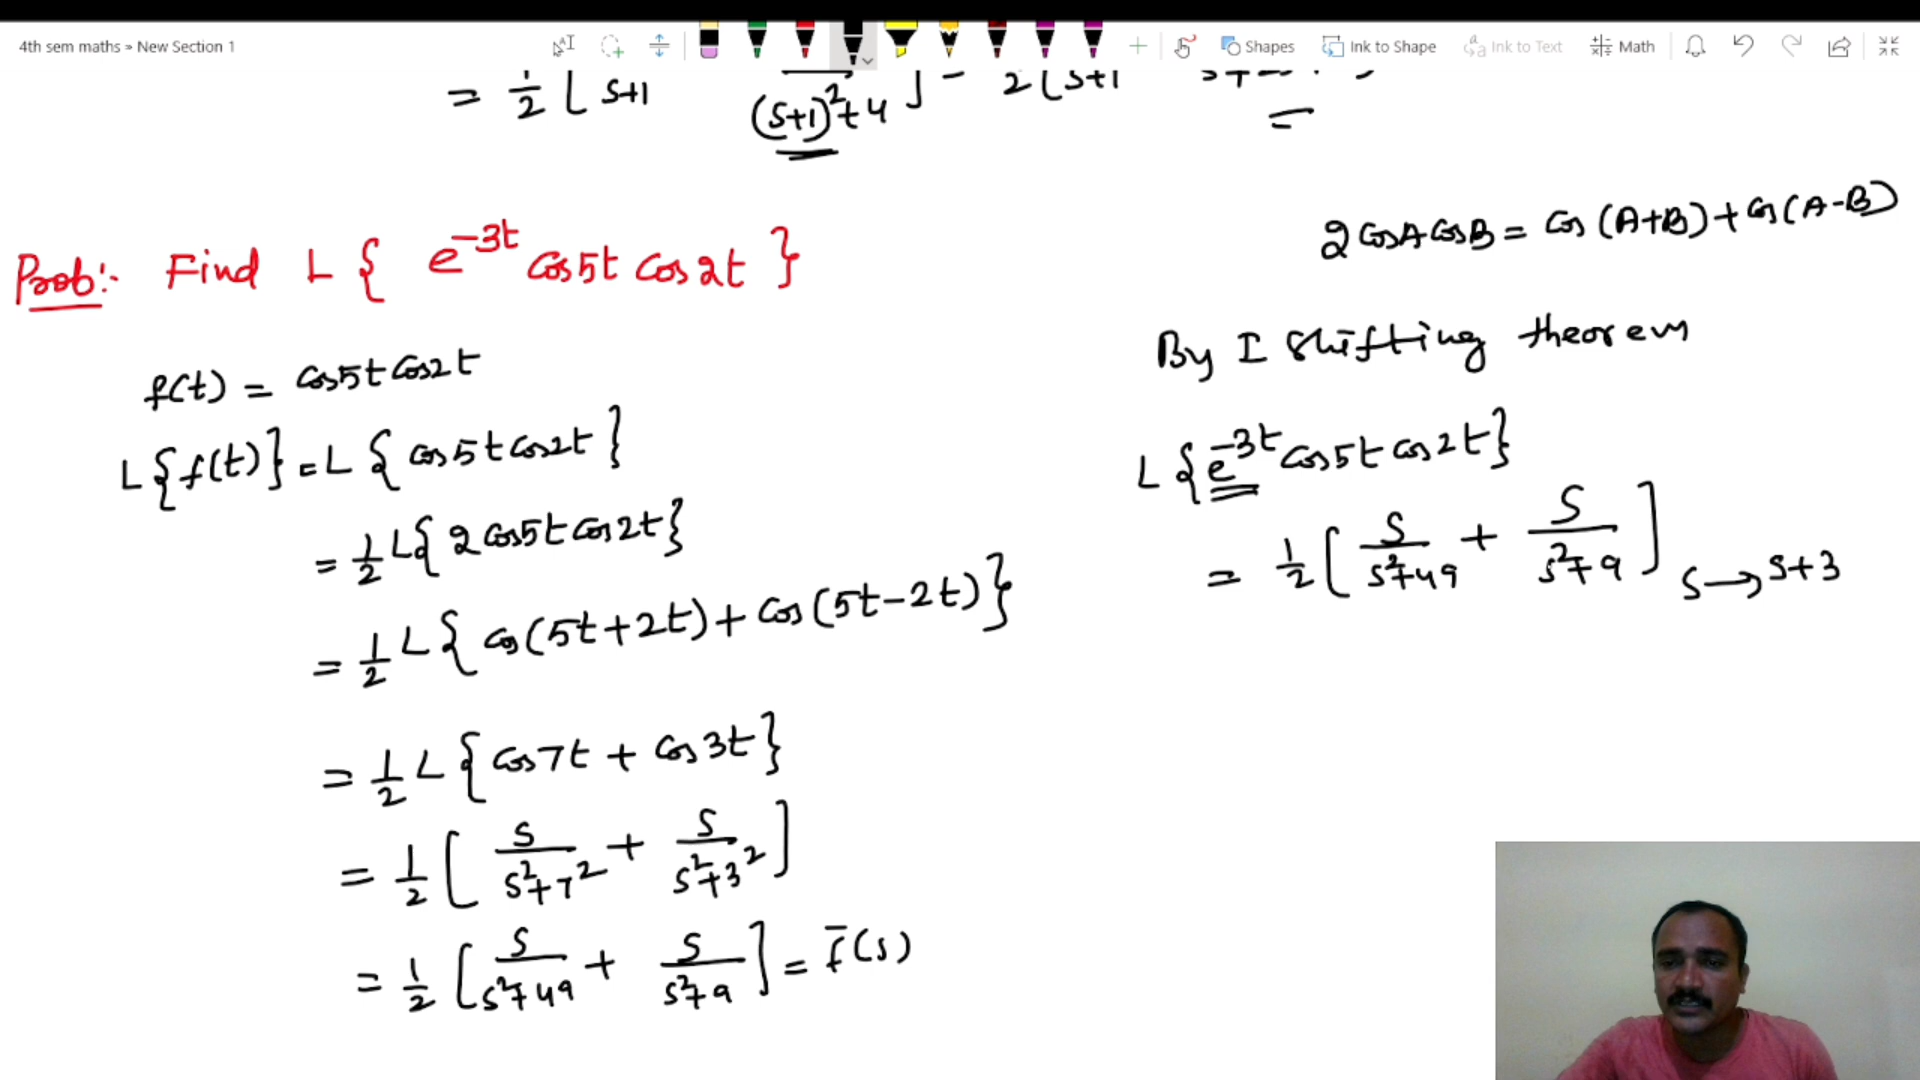 4th sem maths » New Section 1
Shapes Ink to Shape Ink to Text Math
= 1/2 [ s+1 (s+1)²+4 ] = 2 [ s+1
2 cosA cosB = cos (A+B) + cos (A-B)
Prob:- Find L { e^-3t cos5t cos2t }
f(t) = cos5t cos2t
L{f(t)} = L { cos5t cos2t }
= 1/2 L{ 2 cos5t cos2t }
= 1/2 L { cos(5t+2t) + cos(5t-2t) }
= 1/2 L { cos7t + cos3t }
= 1/2 [ s/(s²+7²) + s/(s²+3²) ]
= 1/2 [ s/(s²+49) + s/(s²+9) ] = f̄(s)
By I shifting theorem
L { e^-3t cos5t cos2t }
= 1/2 [ s/(s²+49) + s/(s²+9) ] s→s+3